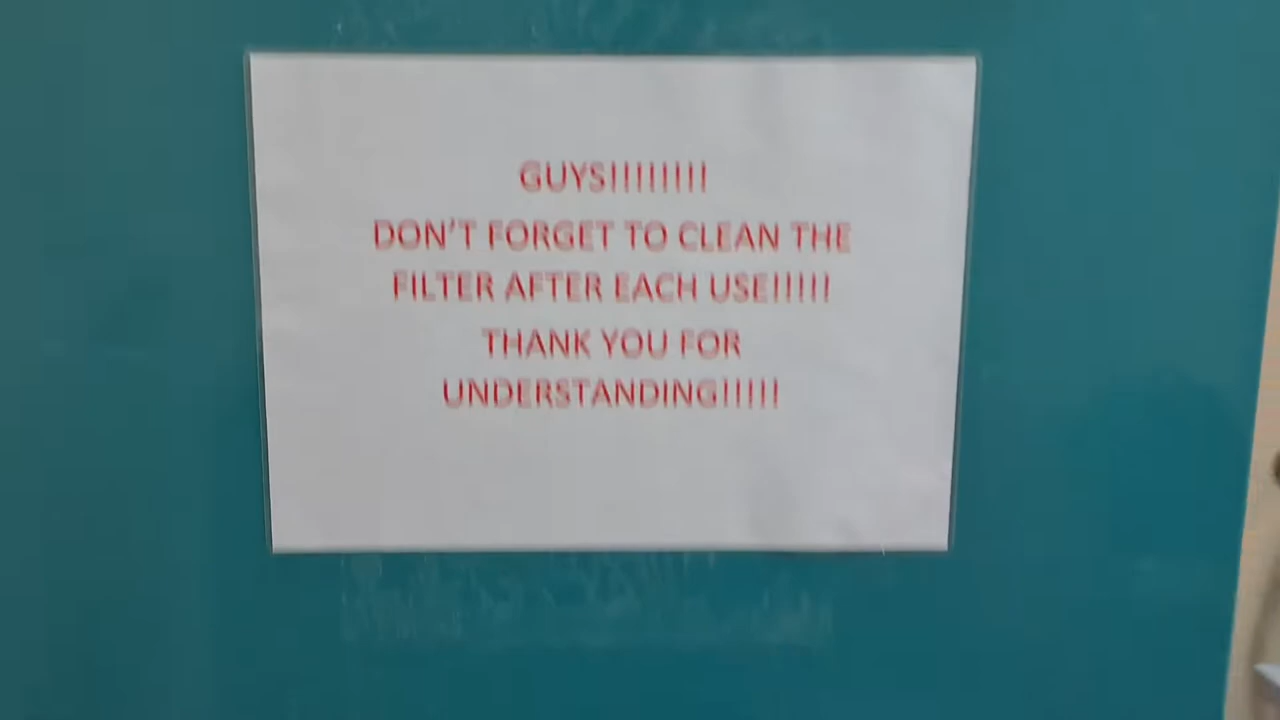 GUYS!!!!!!!!!
DON'T FORGET TO CLEAN THE
FILTER AFTER EACH USE!!!!!
THANK YOU FOR
UNDERSTANDING!!!!!